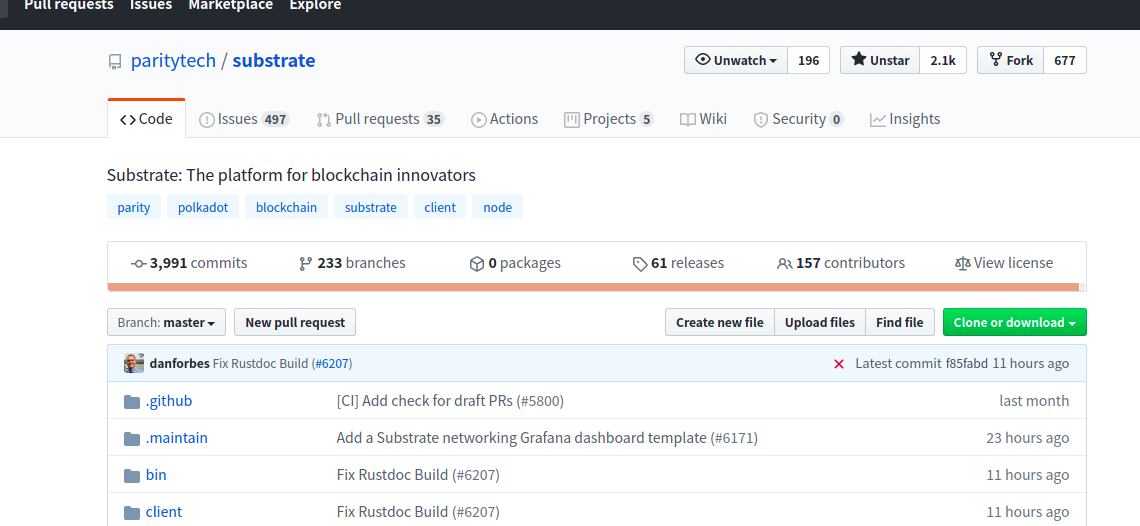 Pull requests Issues Marketplace Explore
paritytech / substrate Unwatch 196 Unstar 2.1k Fork 677
Code Issues 497 Pull requests 35 Actions Projects 5 Wiki Security 0 Insights
Substrate: The platform for blockchain innovators
parity polkadot blockchain substrate client node
3,991 commits 233 branches 0 packages 61 releases 157 contributors View license
Branch: master New pull request Create new file Upload files Find file Clone or download
danforbes Fix Rustdoc Build (#6207) Latest commit f85fabd 11 hours ago
.github [CI] Add check for draft PRs (#5800) last month
.maintain Add a Substrate networking Grafana dashboard template (#6171) 23 hours ago
bin Fix Rustdoc Build (#6207) 11 hours ago
client Fix Rustdoc Build (#6207) 11 hours ago